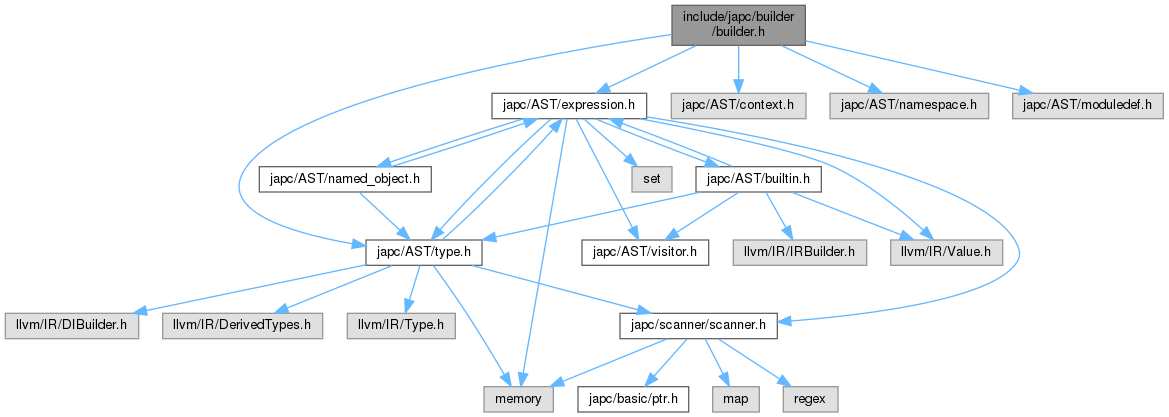 include/japc/builder
/builder.h
japc/AST/expression.h
japc/AST/context.h
japc/AST/namespace.h
japc/AST/moduledef.h
japc/AST/named_object.h
set
japc/AST/builtin.h
japc/AST/type.h
japc/AST/visitor.h
llvm/IR/IRBuilder.h
llvm/IR/Value.h
llvm/IR/DIBuilder.h
llvm/IR/DerivedTypes.h
llvm/IR/Type.h
japc/scanner/scanner.h
memory
japc/basic/ptr.h
map
regex